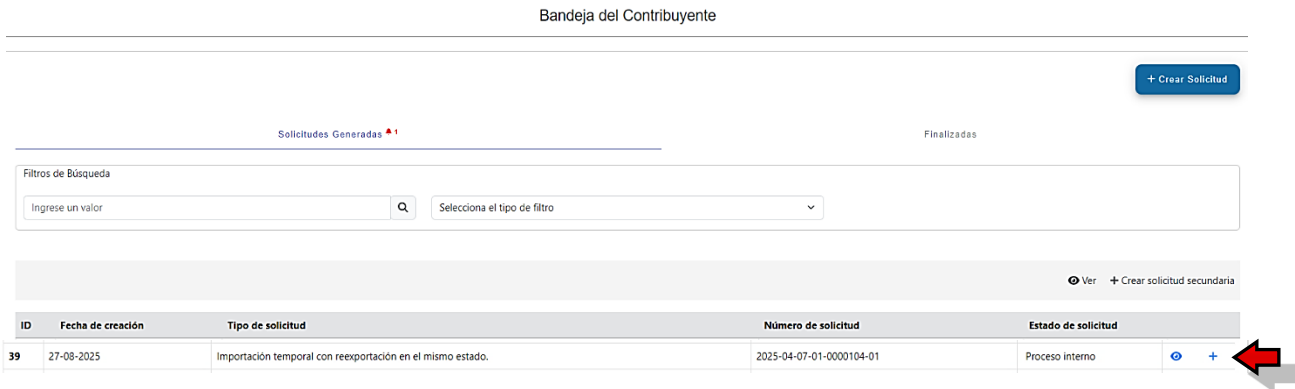 Bandeja del Contribuyente
+ Crear Solicitud
Solicitudes Generadas 1 Finalizadas
Filtros de Búsqueda
Ingrese un valor Selecciona el tipo de filtro
Ver + Crear solicitud secundaria
ID Fecha de creación Tipo de solicitud Número de solicitud Estado de solicitud
39 27-08-2025 Importación temporal con reexportación en el mismo estado. 2025-04-07-01-0000104-01 Proceso interno +